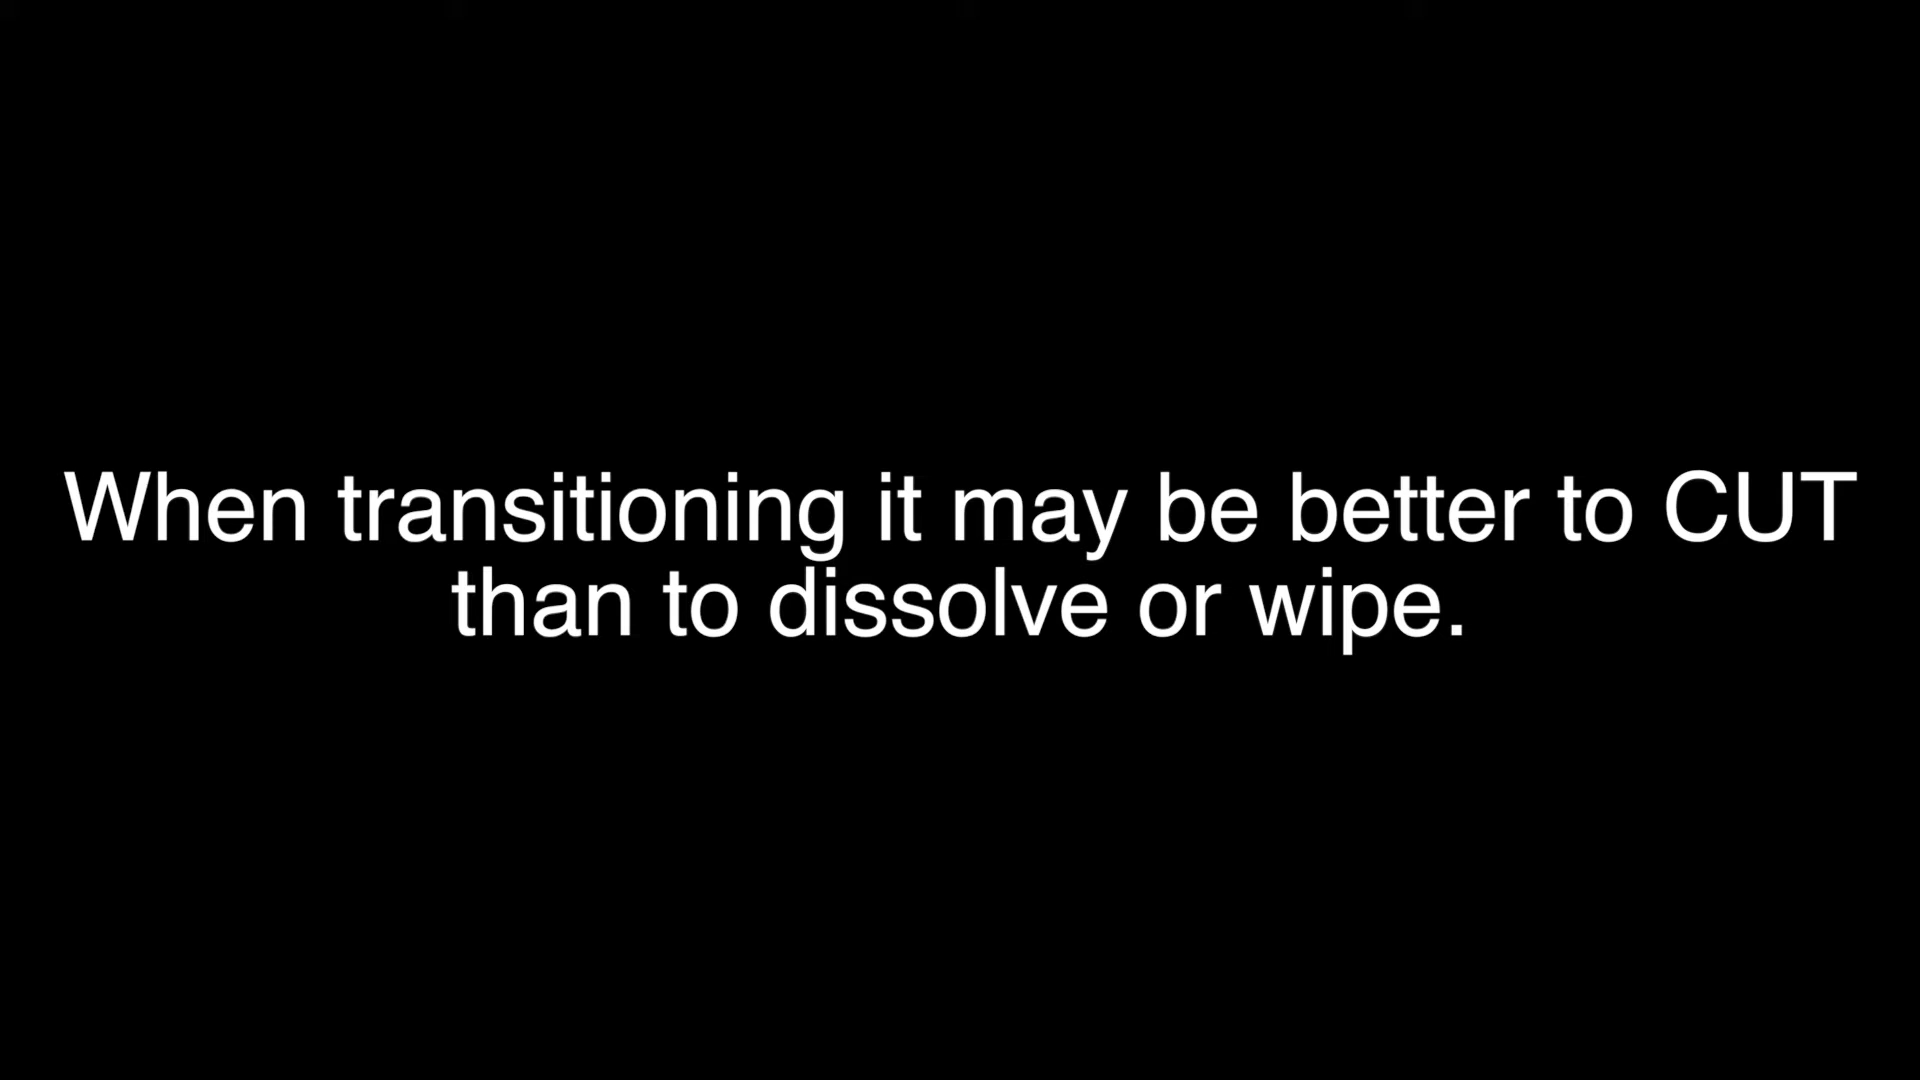 When transitioning it may be better to CUT
than to dissolve or wipe.